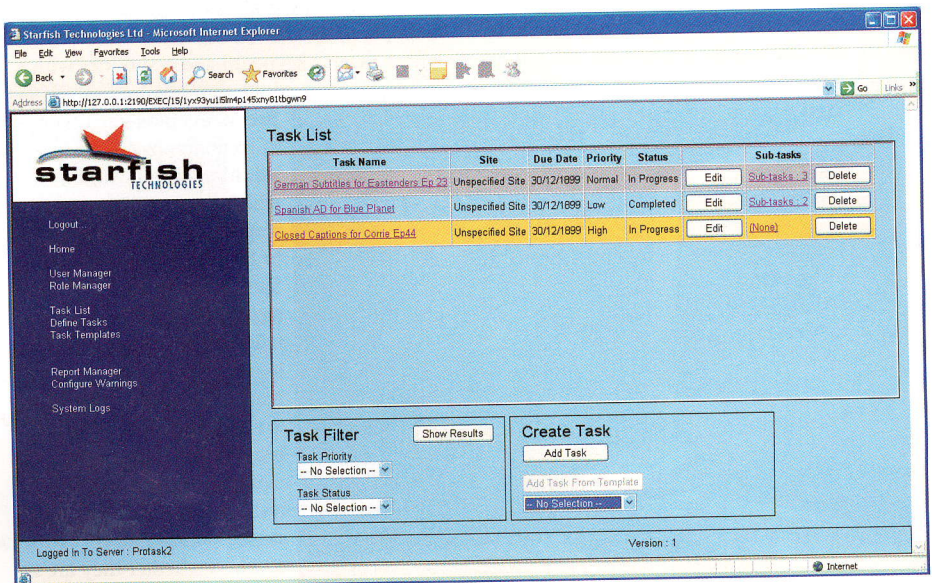 Starfish Technologies Ltd - Microsoft Internet Explorer
File Edit View Favorites Tools Help
Back Search Favorites
Address http://127.0.0.1:2190/EXEC/15/1yx93yu1l5lm4p145xny81tbgwn9 Go Links »
starfish
TECHNOLOGIES
Logout...
Home
User Manager
Role Manager
Task List
Define Tasks
Task Templates
Report Manager
Configure Warnings
System Logs
Task List
Task Name Site Due Date Priority Status Sub-tasks
German Subtitles for Eastenders Ep 23 Unspecified Site 30/12/1899 Normal In Progress Edit Sub-tasks : 3 Delete
Spanish AD for Blue Planet Unspecified Site 30/12/1899 Low Completed Edit Sub-tasks : 2 Delete
Closed Captions for Corrie Ep44 Unspecified Site 30/12/1899 High In Progress Edit (None) Delete
Task Filter Show Results
Task Priority
-- No Selection --
Task Status
-- No Selection --
Create Task
Add Task
Add Task From Template
-- No Selection --
Logged In To Server : Protask2 Version : 1
Internet